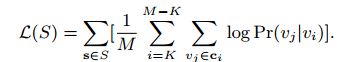 $$\mathcal{L}(S) = \sum_{\mathbf{s} \in S} [\frac{1}{M} \sum_{i=K}^{M-K} \sum_{v_j \in \mathbf{c}_i} \log \Pr(v_j | v_i)].$$